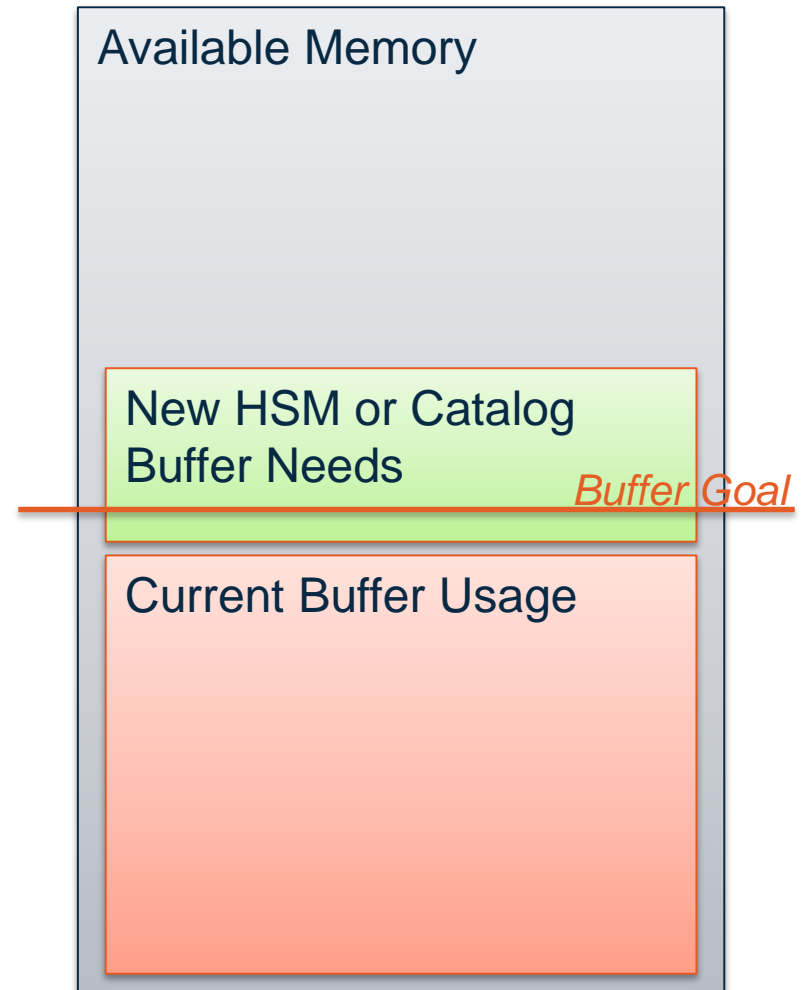 Available Memory
New HSM or Catalog
Buffer Needs
Buffer Goal
Current Buffer Usage